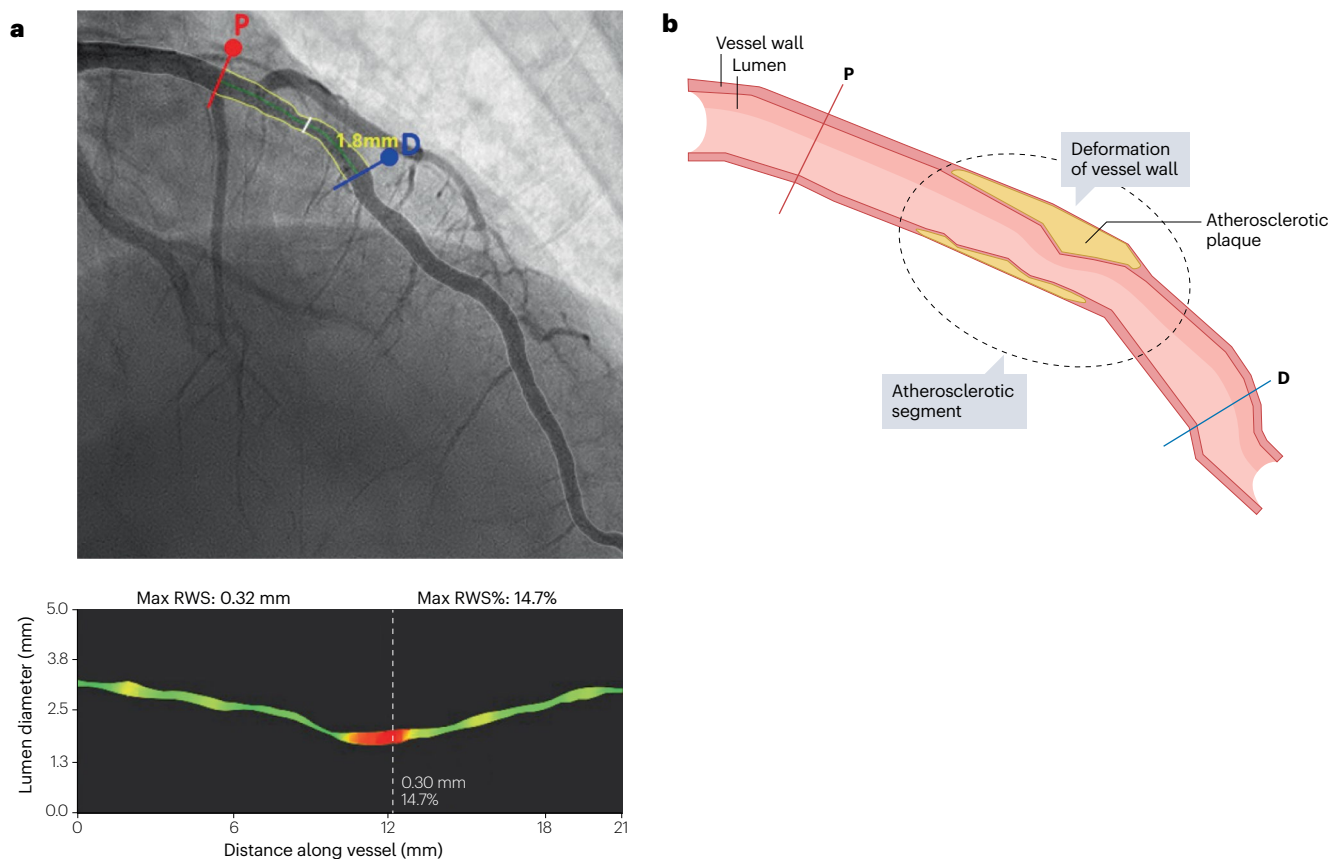 a
P
1.8mm
D
Max RWS: 0.32 mm
Max RWS%: 14.7%
Lumen diameter (mm)
5.0
3.8
2.5
1.3
0.0
0.30 mm
14.7%
0
6
12
18
21
Distance along vessel (mm)
b
Vessel wall
Lumen
P
Deformation
of vessel wall
Atherosclerotic
plaque
Atherosclerotic
segment
D